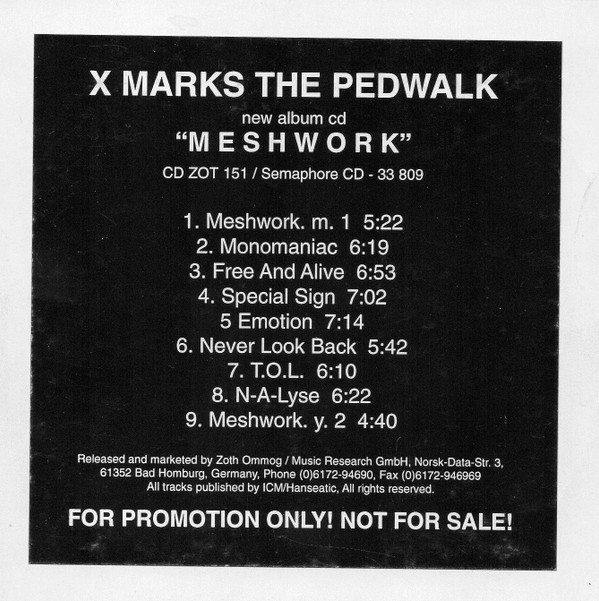 X MARKS THE PEDWALK
new album cd
“M E S H W O R K”
CD ZOT 151 / Semaphore CD - 33 809
1. Meshwork. m. 1 5:22
2. Monomaniac 6:19
3. Free And Alive 6:53
4. Special Sign 7:02
5 Emotion 7:14
6. Never Look Back 5:42
7. T.O.L. 6:10
8. N-A-Lyse 6:22
9. Meshwork. y. 2 4:40
Released and marketed by Zoth Ommog / Music Research GmbH, Norsk-Data-Str. 3,
61352 Bad Homburg, Germany, Phone (0)6172-94690, Fax (0)6172-946969
All tracks published by ICM/Hanseatic, All rights reserved.
FOR PROMOTION ONLY! NOT FOR SALE!